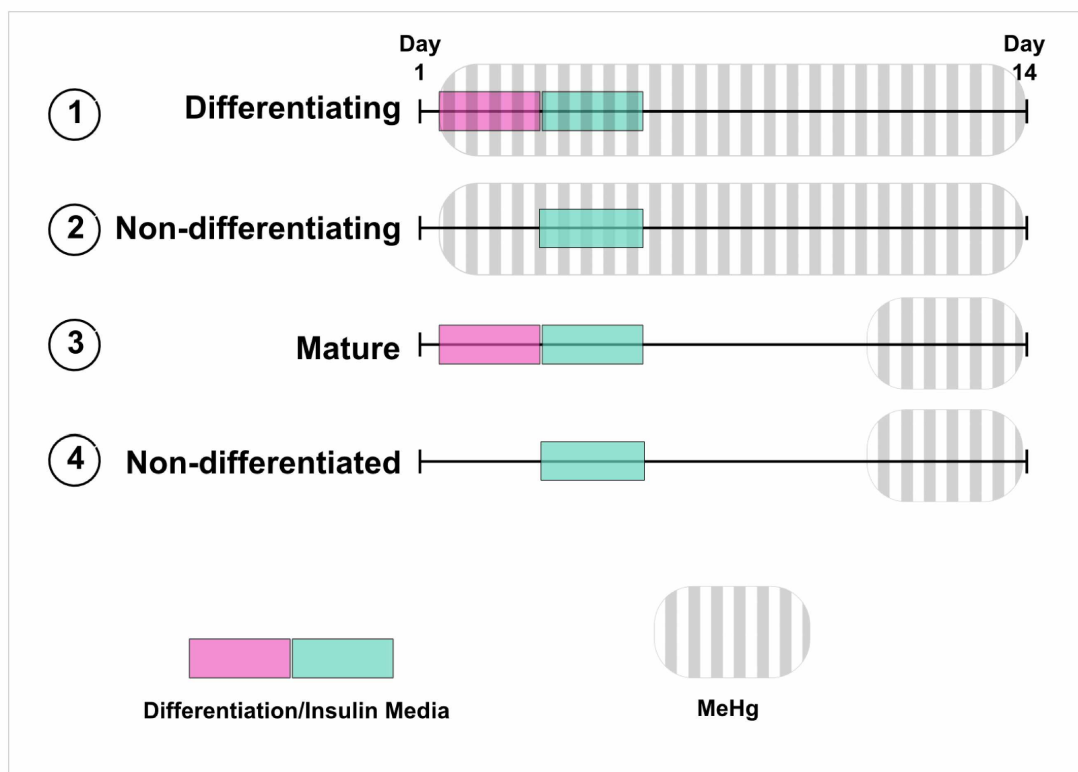 Day Day
1 14
1 Differentiating
2 Non-differentiating
3 Mature
4 Non-differentiated
Differentiation/Insulin Media
MeHg